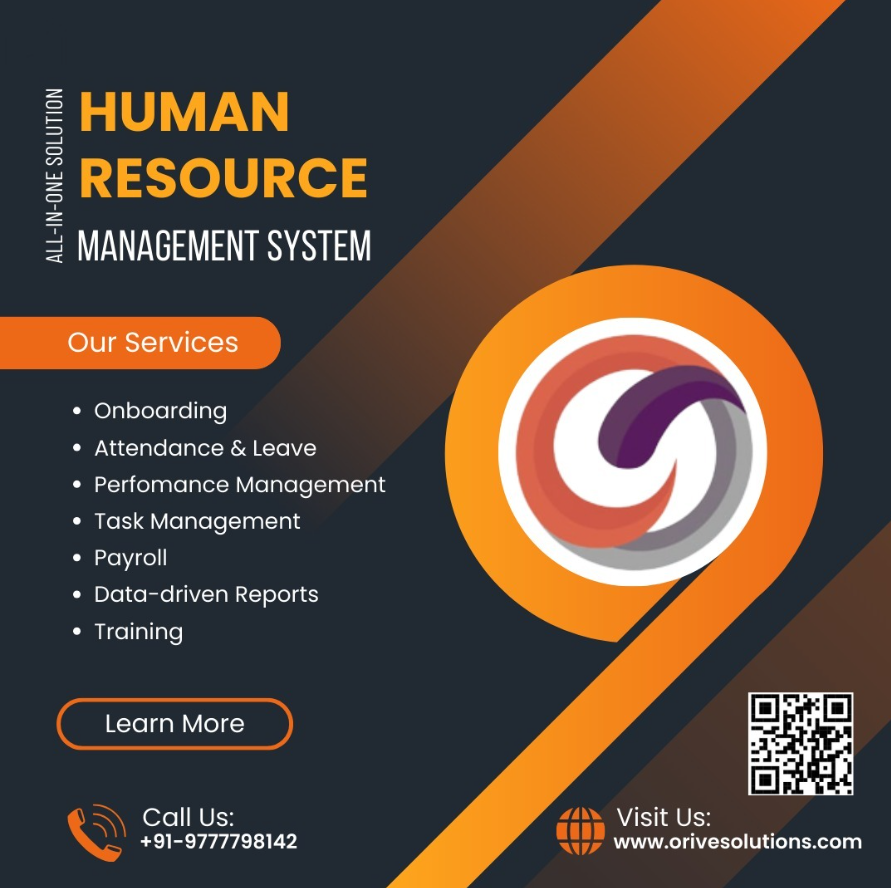 ALL-IN-ONE SOLUTION
HUMAN
RESOURCE
MANAGEMENT SYSTEM
Our Services
• Onboarding
• Attendance & Leave
• Perfomance Management
• Task Management
• Payroll
• Data-driven Reports
• Training
Learn More
Call Us:
+91-9777798142
Visit Us:
www.orivesolutions.com